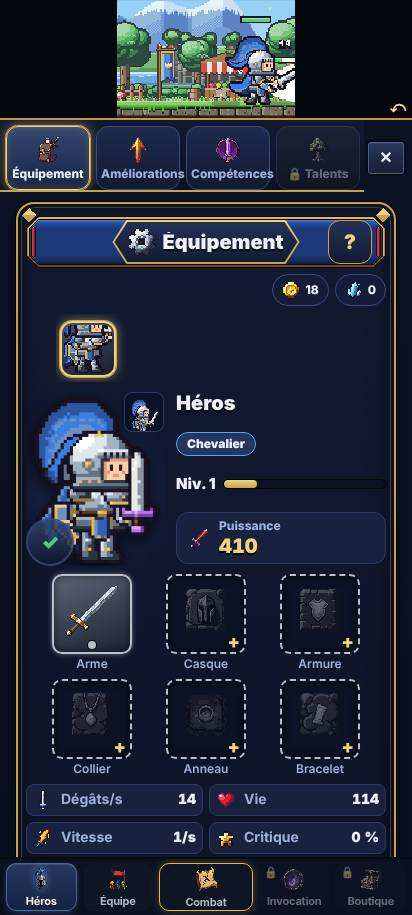 14
Équipement
Améliorations
Compétences
Talents
×
Équipement
?
18
0
Héros
Chevalier
Niv. 1
Puissance
410
Arme
Casque
Armure
Collier
Anneau
Bracelet
Dégâts/s 14
Vie 114
Vitesse 1/s
Critique 0 %
Héros
Équipe
Combat
Invocation
Boutique